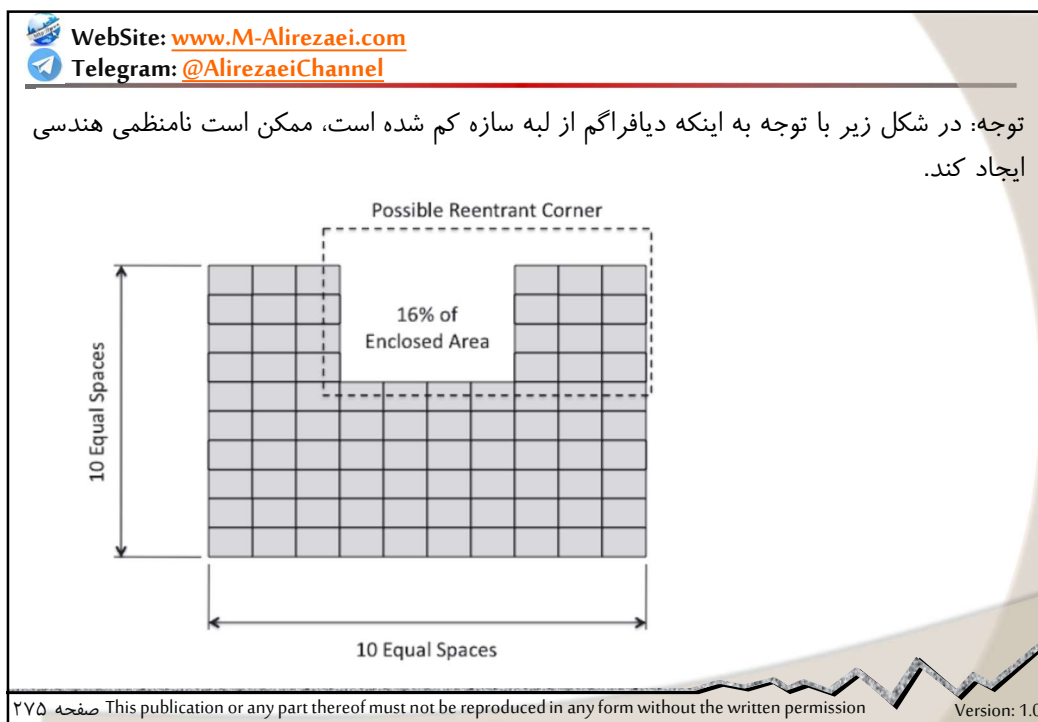 WebSite: www.M-Alirezaei.com
Telegram: @AlirezaeiChannel
توجه: در شکل زیر با توجه به اینکه دیافراگم از لبه سازه کم شده است، ممکن است نامنظمی هندسی
ایجاد کند.
Possible Reentrant Corner
16% of
Enclosed Area
10 Equal Spaces
10 Equal Spaces
صفحه ۲۷۵ This publication or any part thereof must not be reproduced in any form without the written permission
Version: 1.0